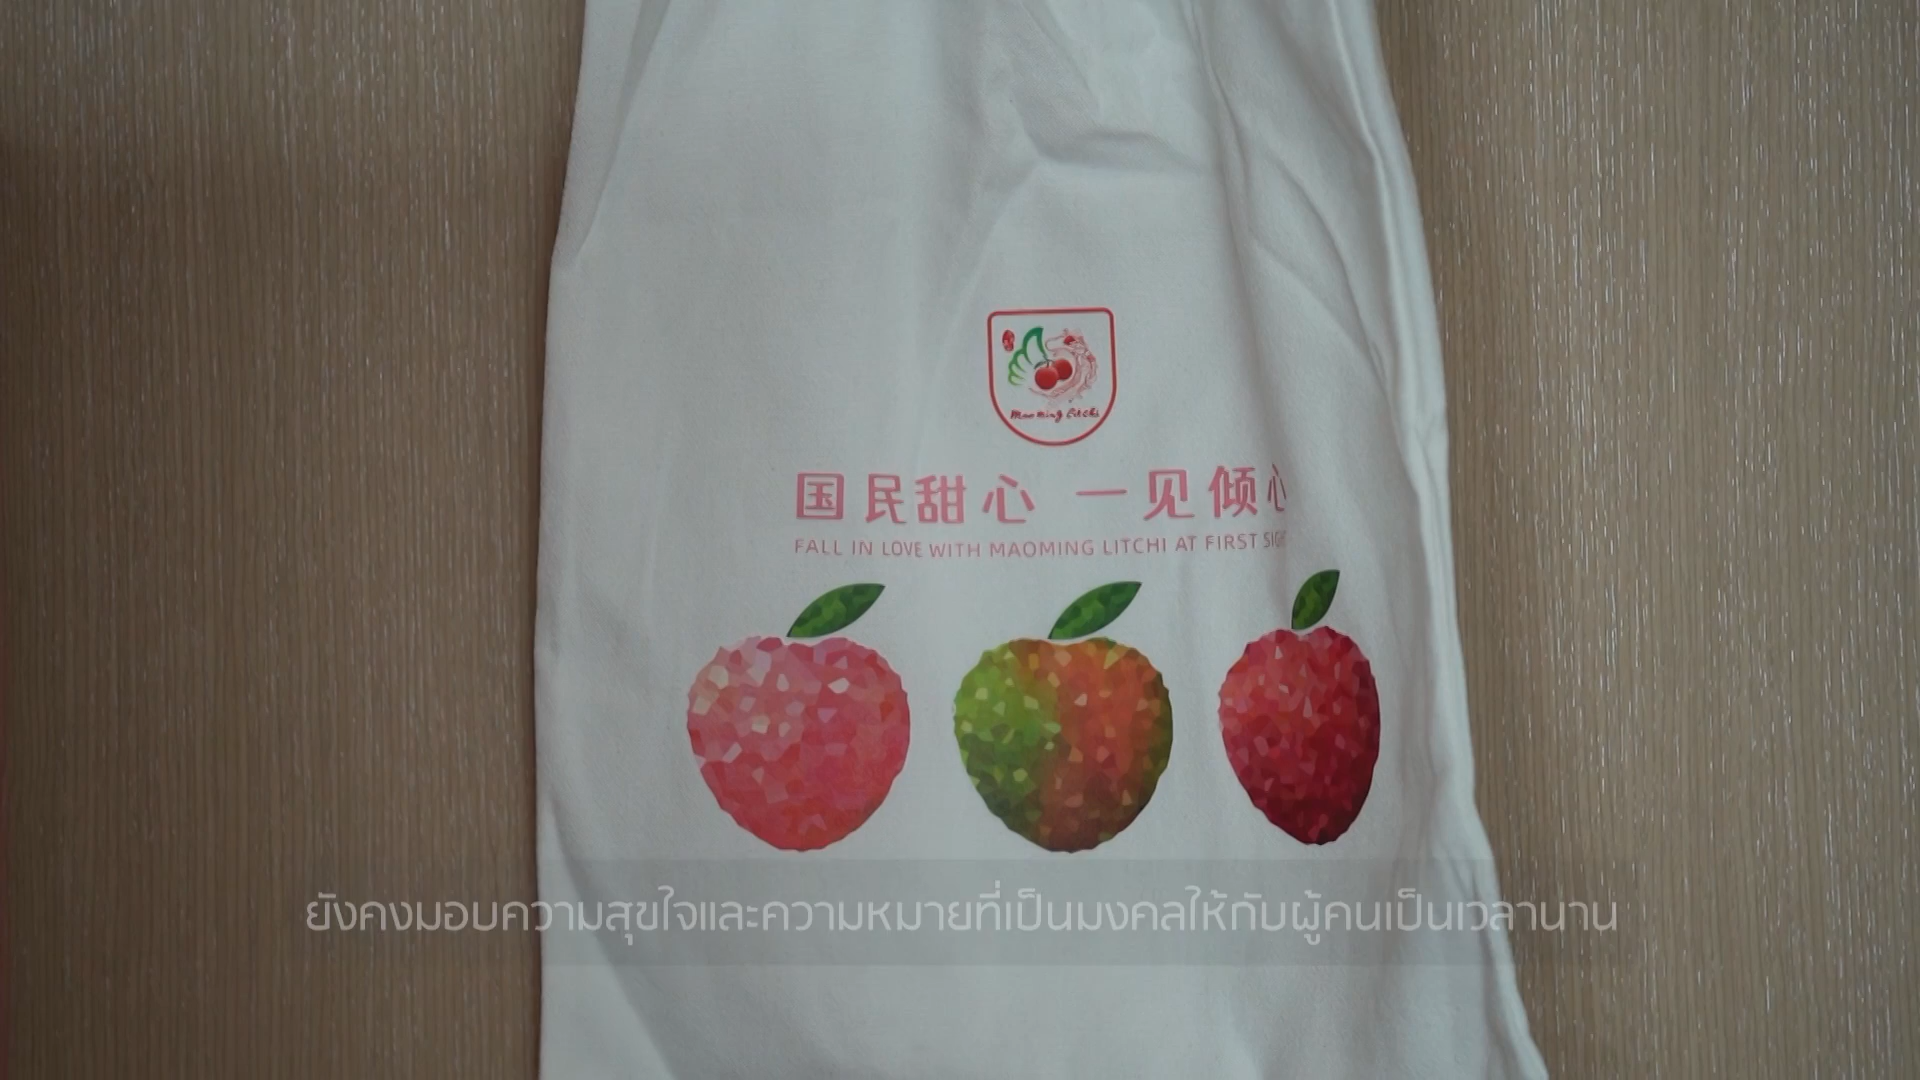 Maoming Litchi
国民甜心 一见倾心
FALL IN LOVE WITH MAOMING LITCHI AT FIRST
ยังคงมอบความสุขใจและความหมายที่เป็นมงคลให้กับผู้คนเป็นเวลานาน